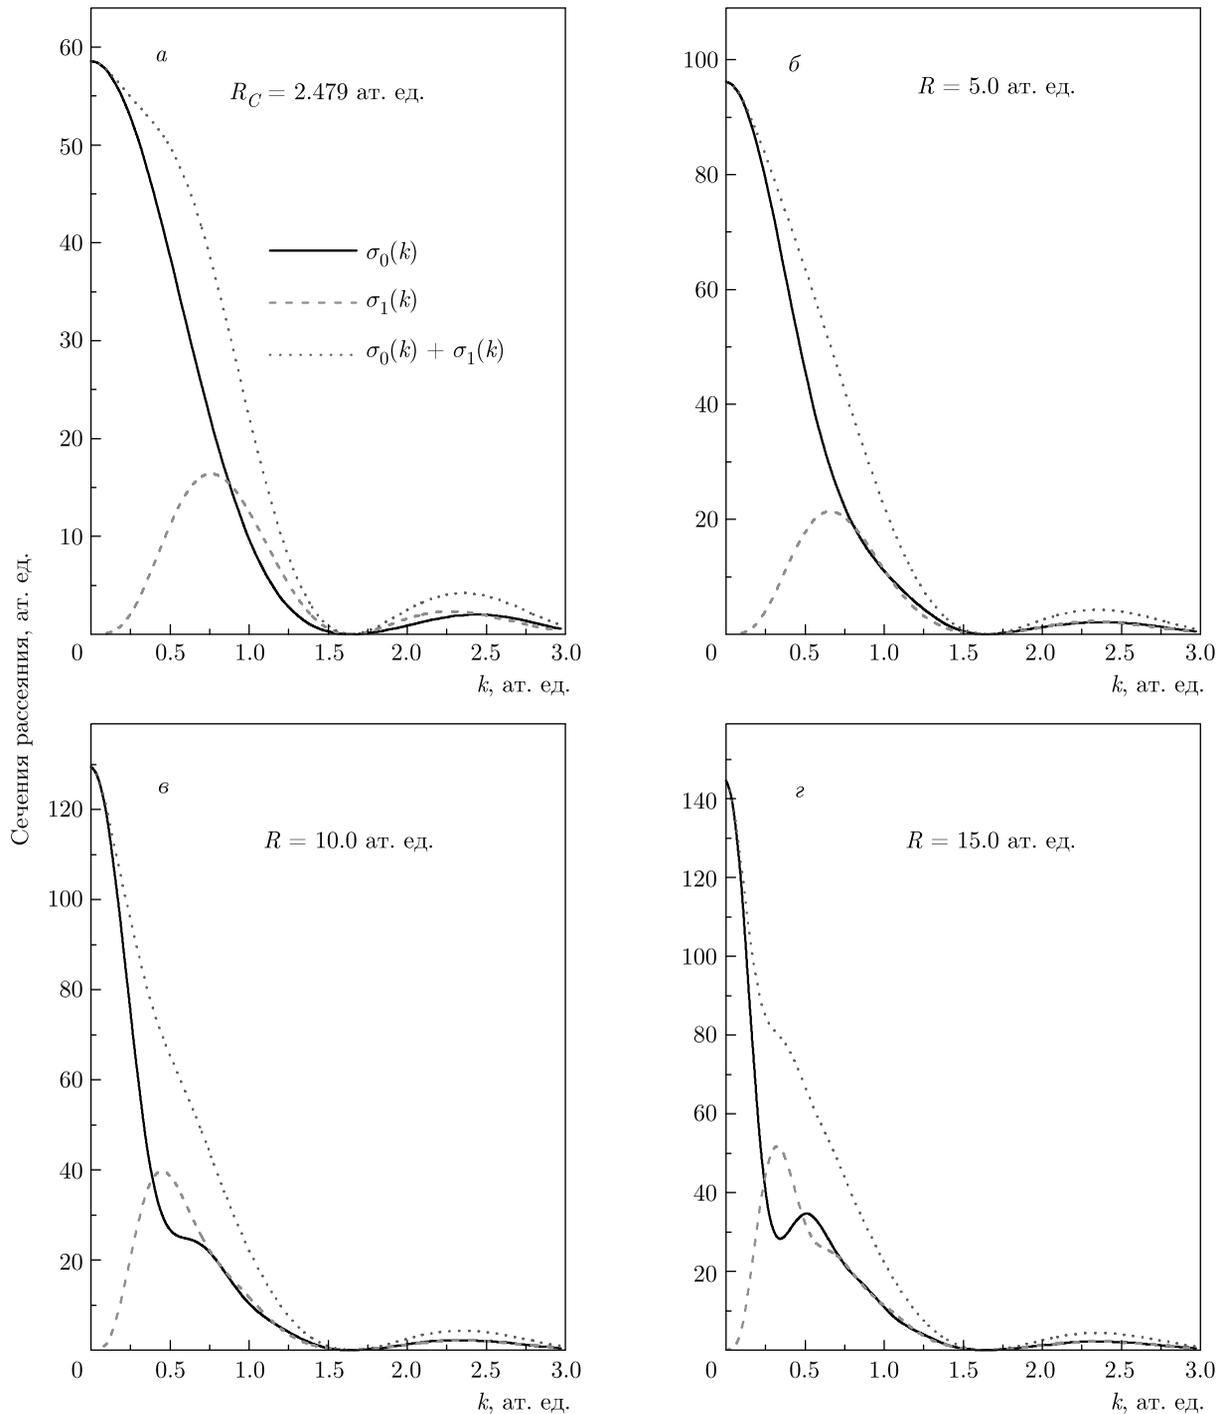 Сечения рассеяния, ат. ед.
а
R_C = 2.479 ат. ед.
σ_0(k)
σ_1(k)
σ_0(k) + σ_1(k)
60
50
40
30
20
10
0 0.5 1.0 1.5 2.0 2.5 3.0
k, ат. ед.
б
R = 5.0 ат. ед.
100
80
60
40
20
0 0.5 1.0 1.5 2.0 2.5 3.0
k, ат. ед.
в
R = 10.0 ат. ед.
120
100
80
60
40
20
0 0.5 1.0 1.5 2.0 2.5 3.0
k, ат. ед.
г
R = 15.0 ат. ед.
140
120
100
80
60
40
20
0 0.5 1.0 1.5 2.0 2.5 3.0
k, ат. ед.